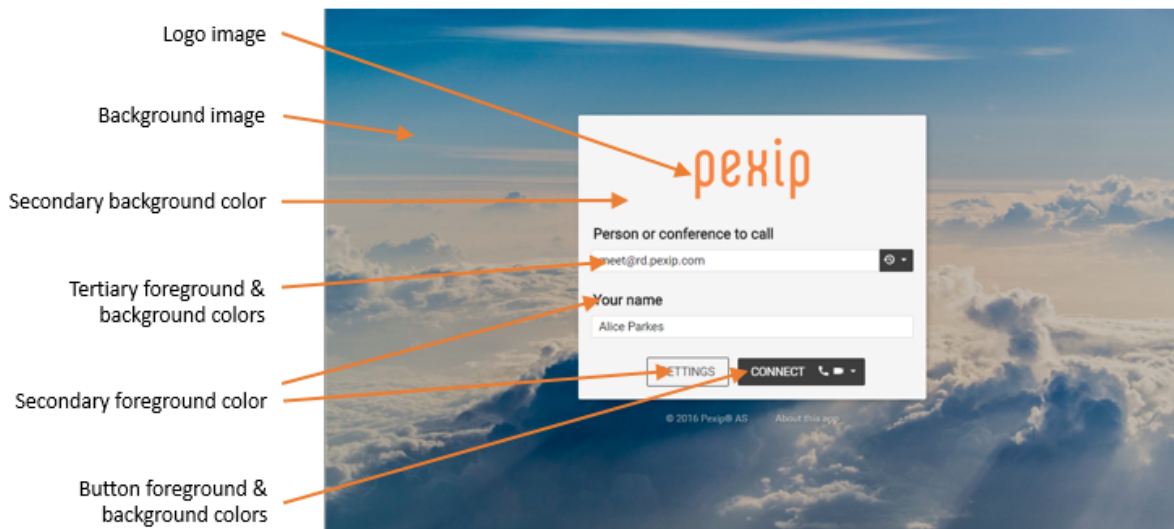 Logo image
Background image
Secondary background color
Tertiary foreground &
background colors
Secondary foreground color
Button foreground &
background colors
pexip
Person or conference to call
meet@rd.pexip.com
Your name
Alice Parkes
SETTINGS
CONNECT
© 2016 Pexip® AS About this app